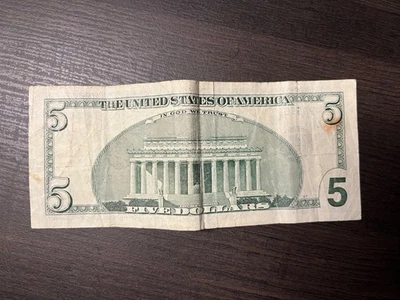 5 THE UNITED STATES OF AMERICA 5
IN GOD WE TRUST
5 5
FIVE DOLLARS